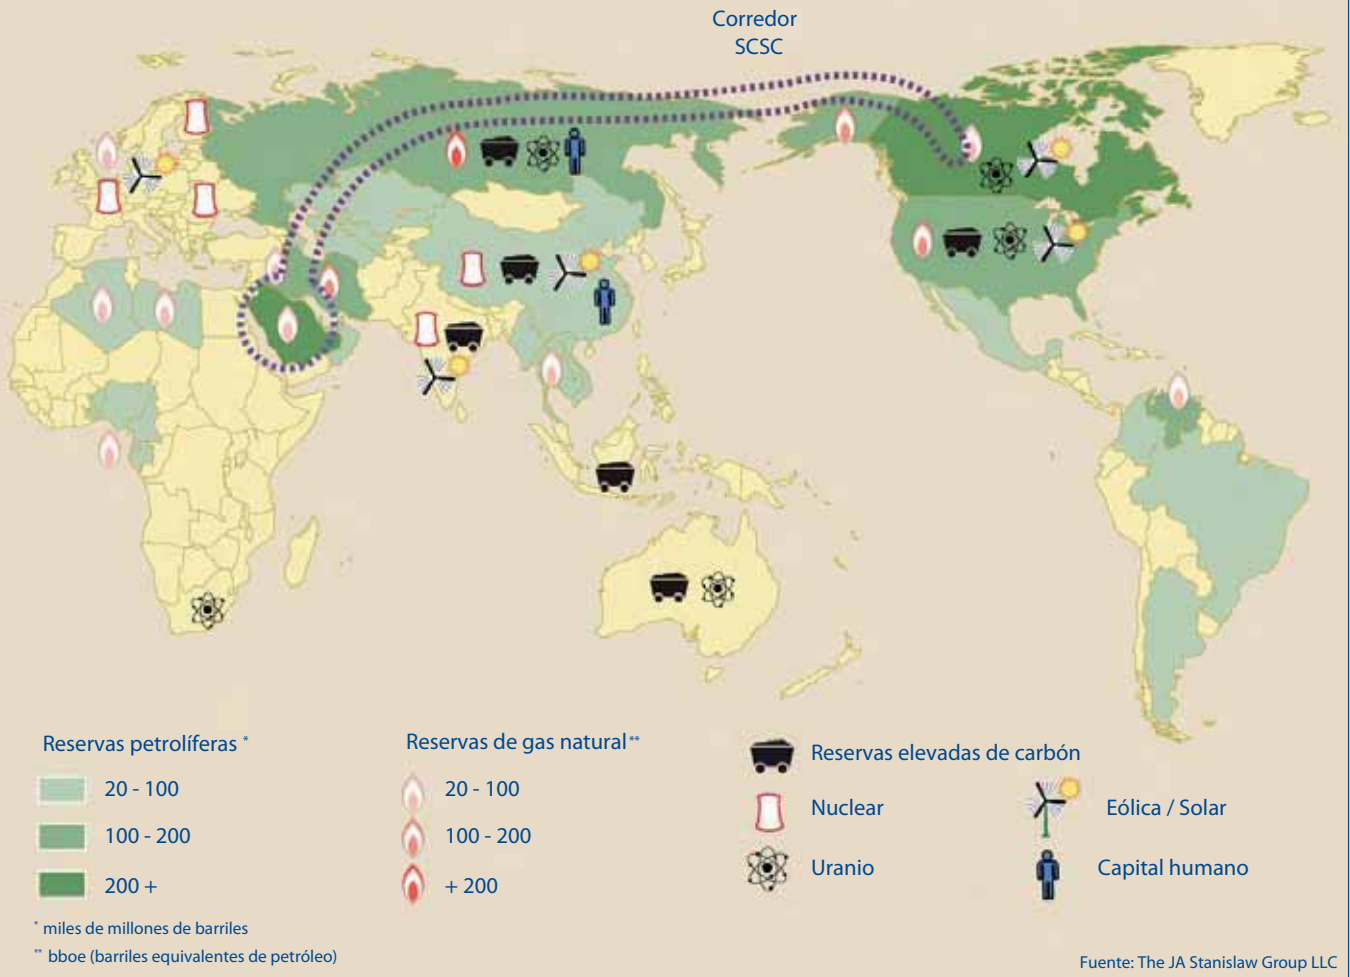 Corredor
SCSC
Reservas petrolíferas *
20 - 100
100 - 200
200 +
* miles de millones de barriles
** bboe (barriles equivalentes de petróleo)
Reservas de gas natural **
20 - 100
100 - 200
+ 200
Reservas elevadas de carbón
Nuclear
Uranio
Eólica / Solar
Capital humano
Fuente: The JA Stanislaw Group LLC